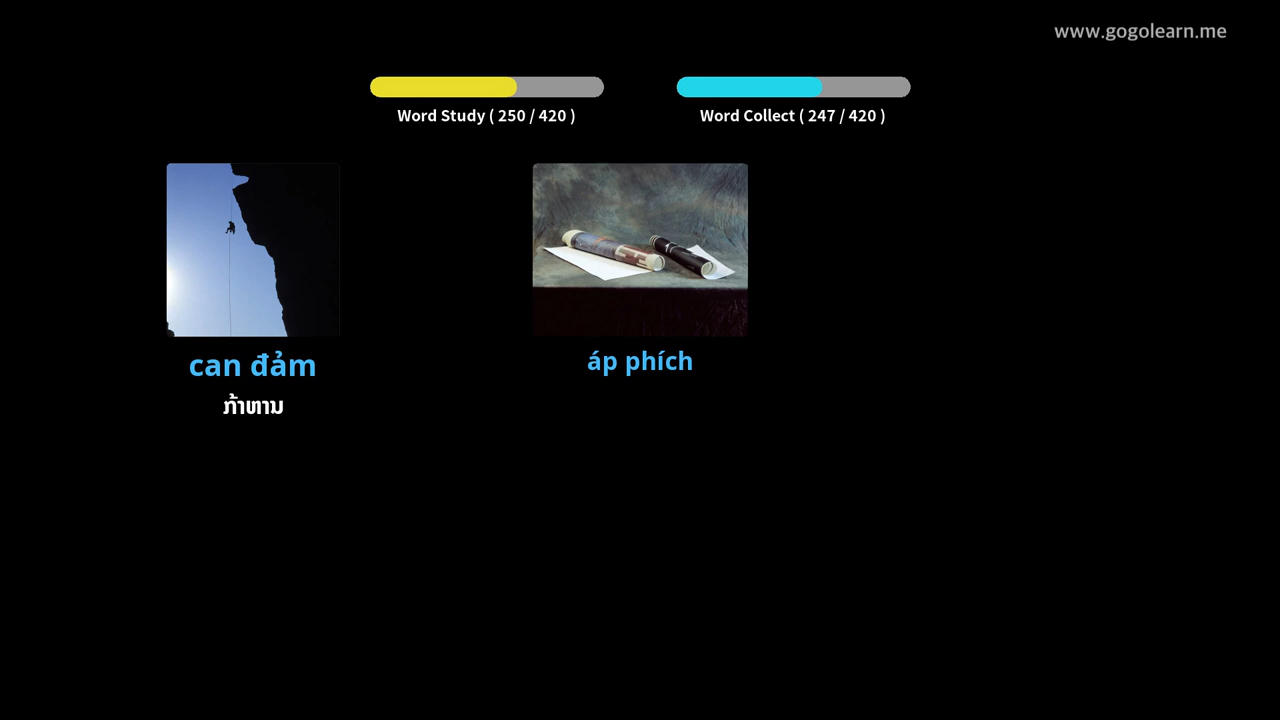 www.gogolearn.me
Word Study ( 250 / 420 )
Word Collect ( 247 / 420 )
can đảm
ກ້າຫານ
áp phích